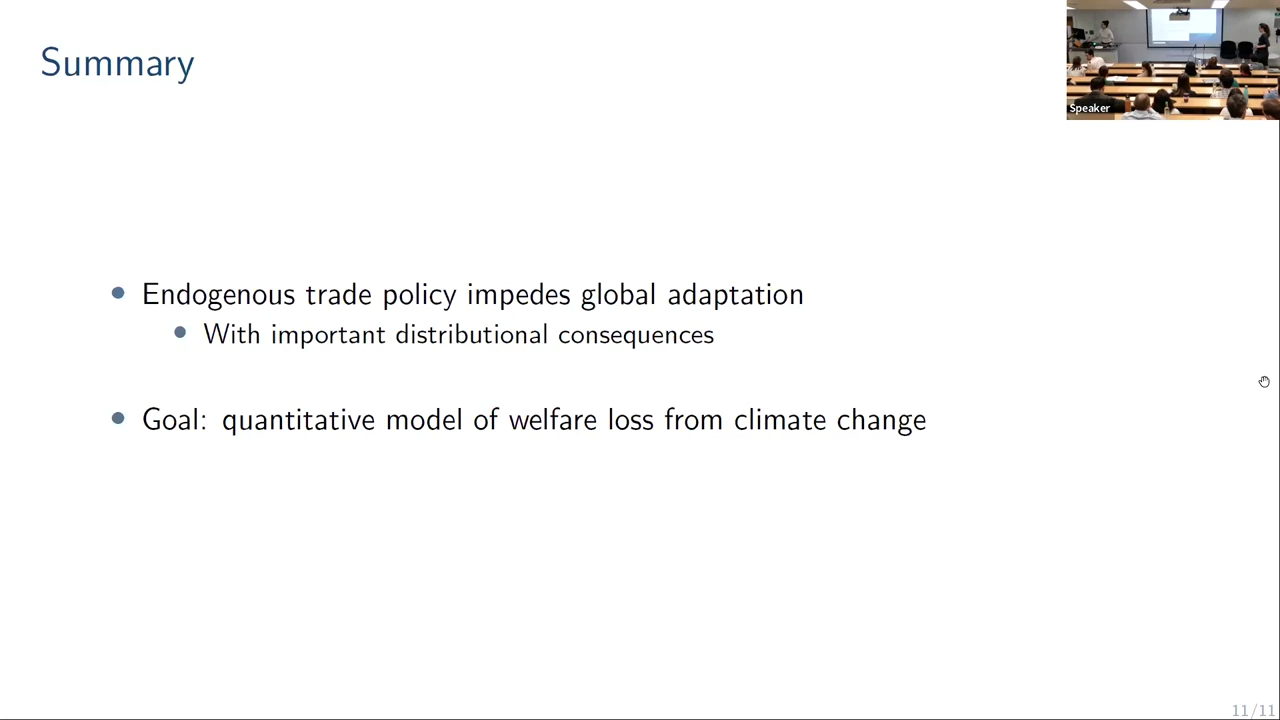 Summary
Speaker
Endogenous trade policy impedes global adaptation
With important distributional consequences
Goal: quantitative model of welfare loss from climate change
11/11